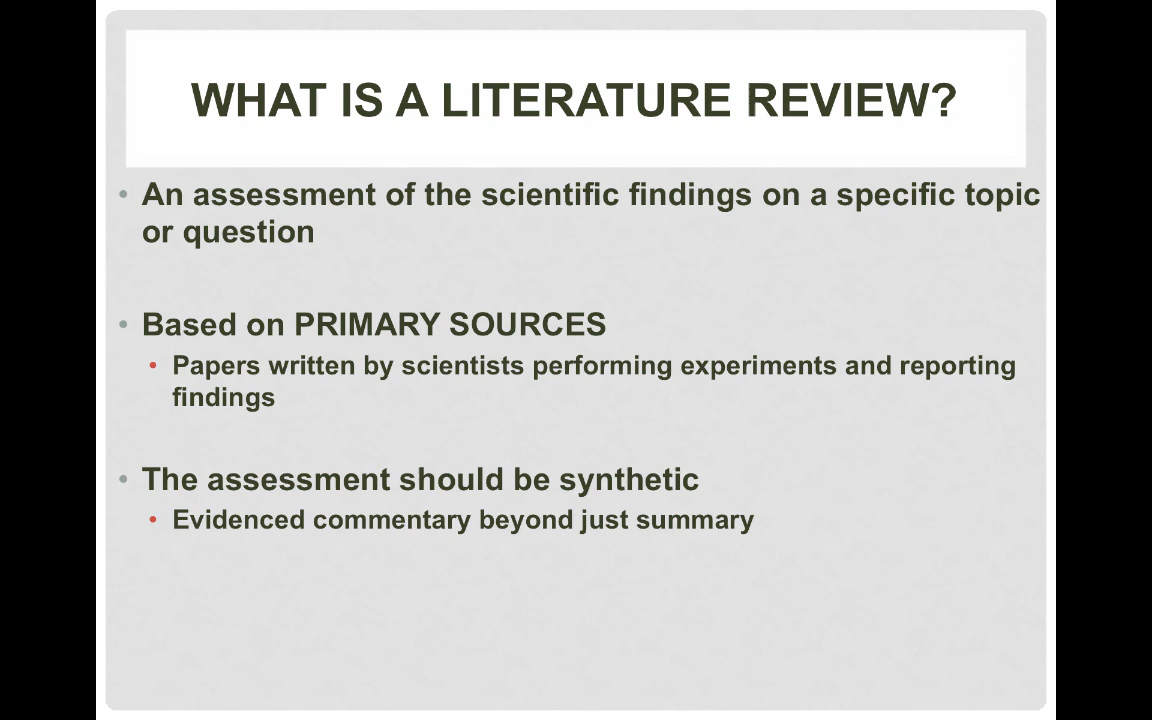 WHAT IS A LITERATURE REVIEW?
• An assessment of the scientific findings on a specific topic
or question
• Based on PRIMARY SOURCES
• Papers written by scientists performing experiments and reporting
findings
• The assessment should be synthetic
• Evidenced commentary beyond just summary